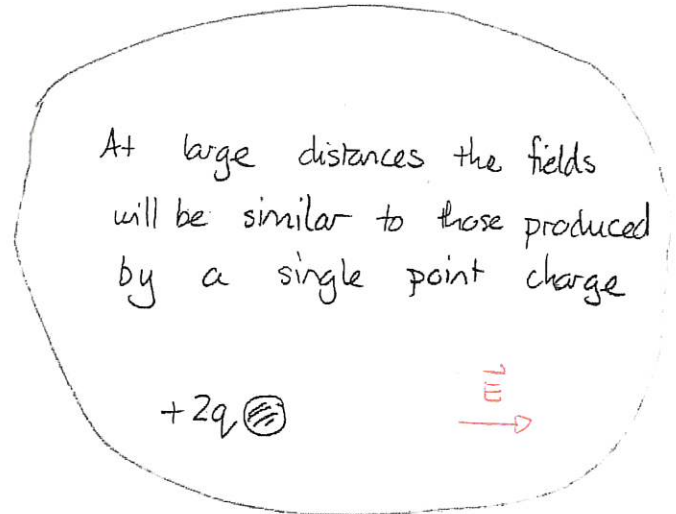 At large distances the fields
will be similar to those produced
by a single point charge
+2q
E